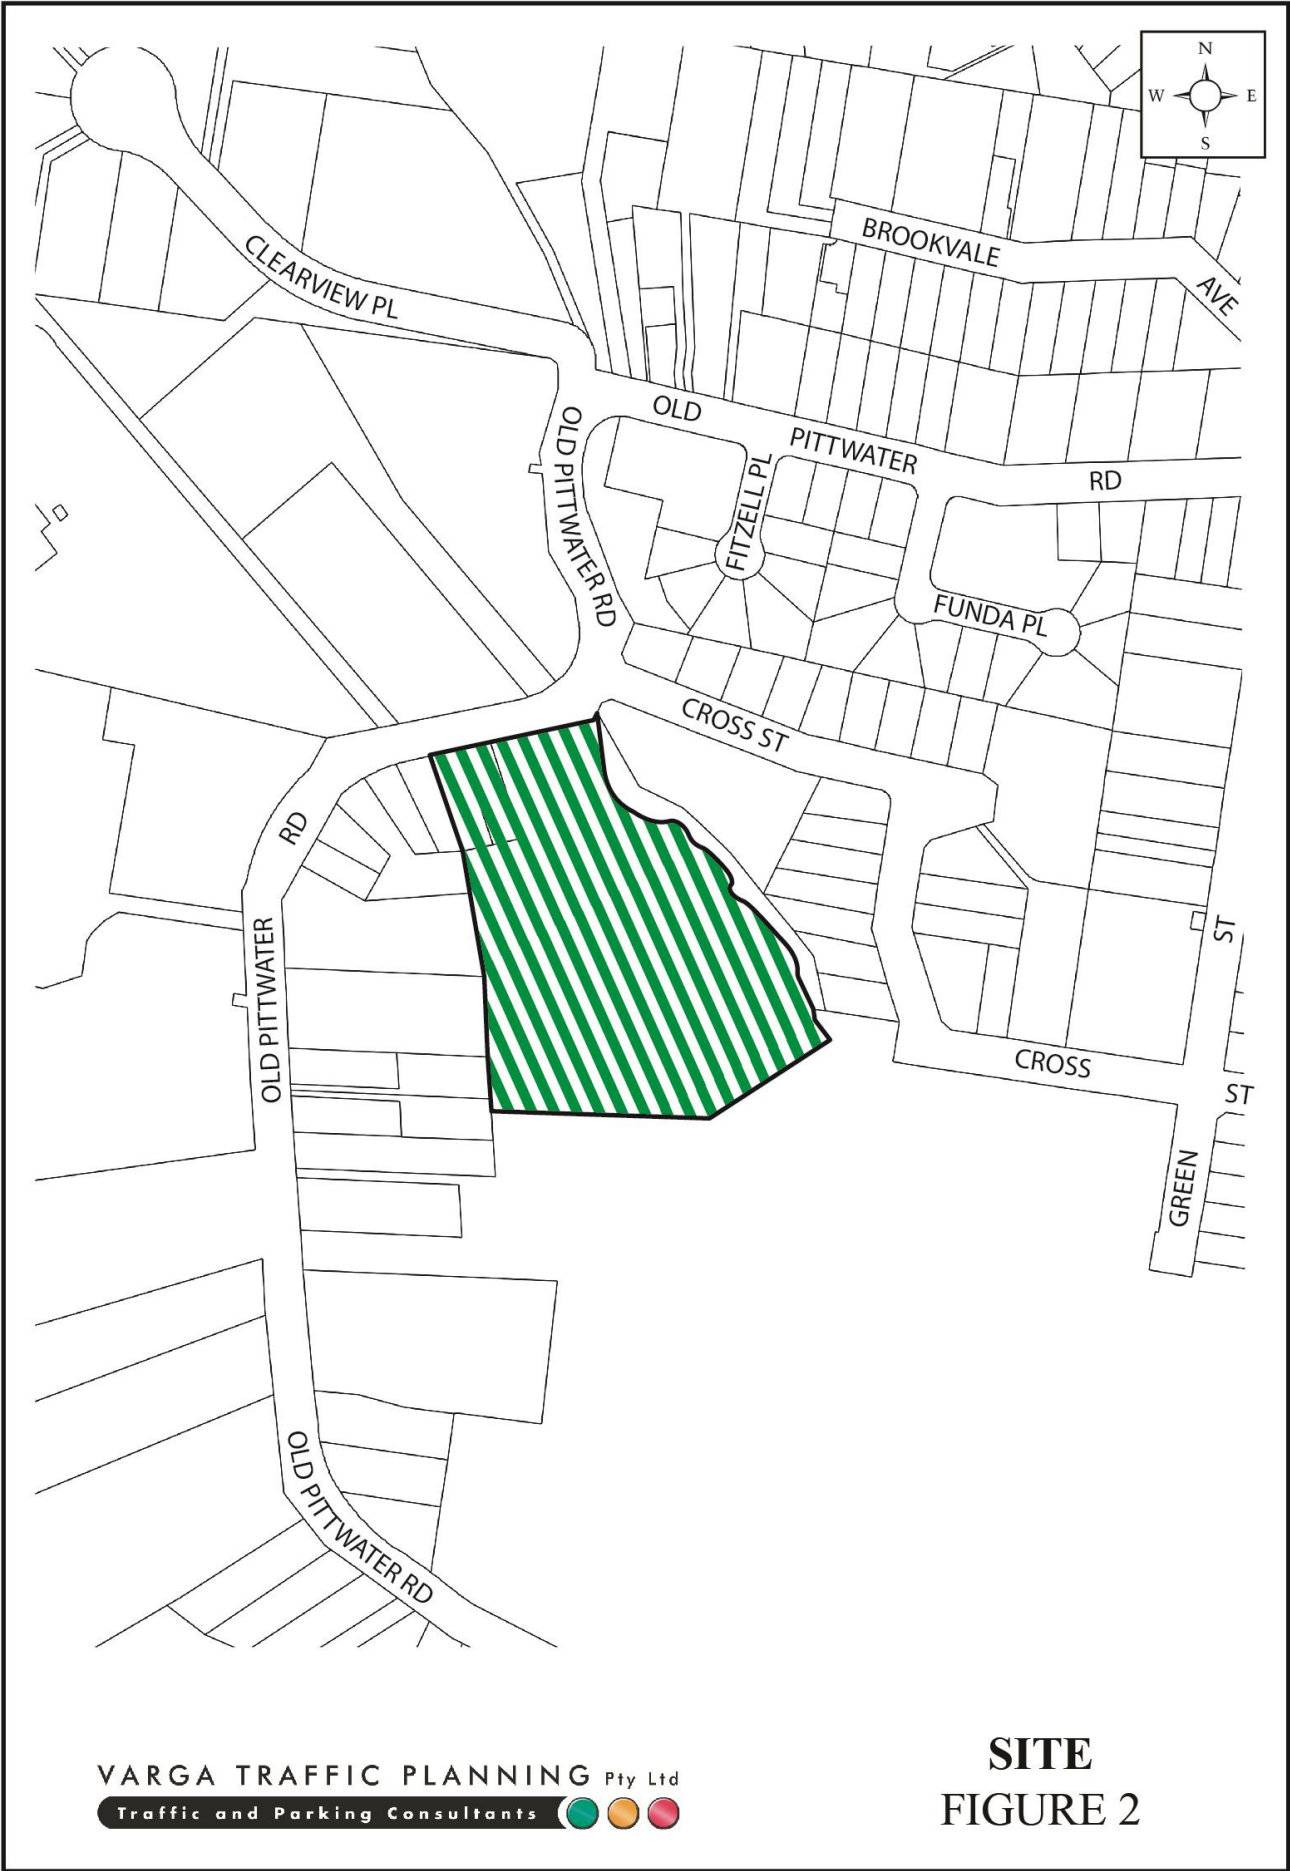 N
W E
S
BROOKVALE
AVE
CLEARVIEW PL
OLD
PITTWATER
RD
OLD PITTWATER RD
FITZELL PL
FUNDA PL
CROSS ST
RD
OLD PITTWATER
ST
CROSS
ST
GREEN
OLD PITTWATER RD
SITE
FIGURE 2
VARGA TRAFFIC PLANNING Pty Ltd
Traffic and Parking Consultants